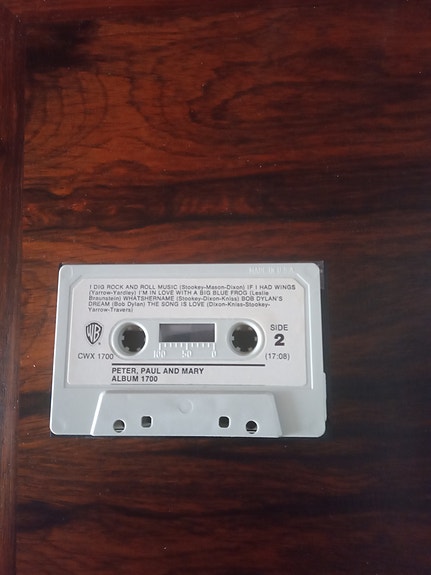 MADE IN U.S.A.
I DIG ROCK AND ROLL MUSIC (Stookey-Mason-Dixon) IF I HAD WINGS
(Yarrow-Yardley) I'M IN LOVE WITH A BIG BLUE FROG (Leslie
Braunstein) WHATSHERNAME (Stookey-Dixon-Kniss) BOB DYLAN'S
DREAM (Bob Dylan) THE SONG IS LOVE (Dixon-Kniss-Stookey-
Yarrow-Travers)
WB
SIDE
2
CWX 1700
100 50 0
(17:08)
PETER, PAUL AND MARY
ALBUM 1700